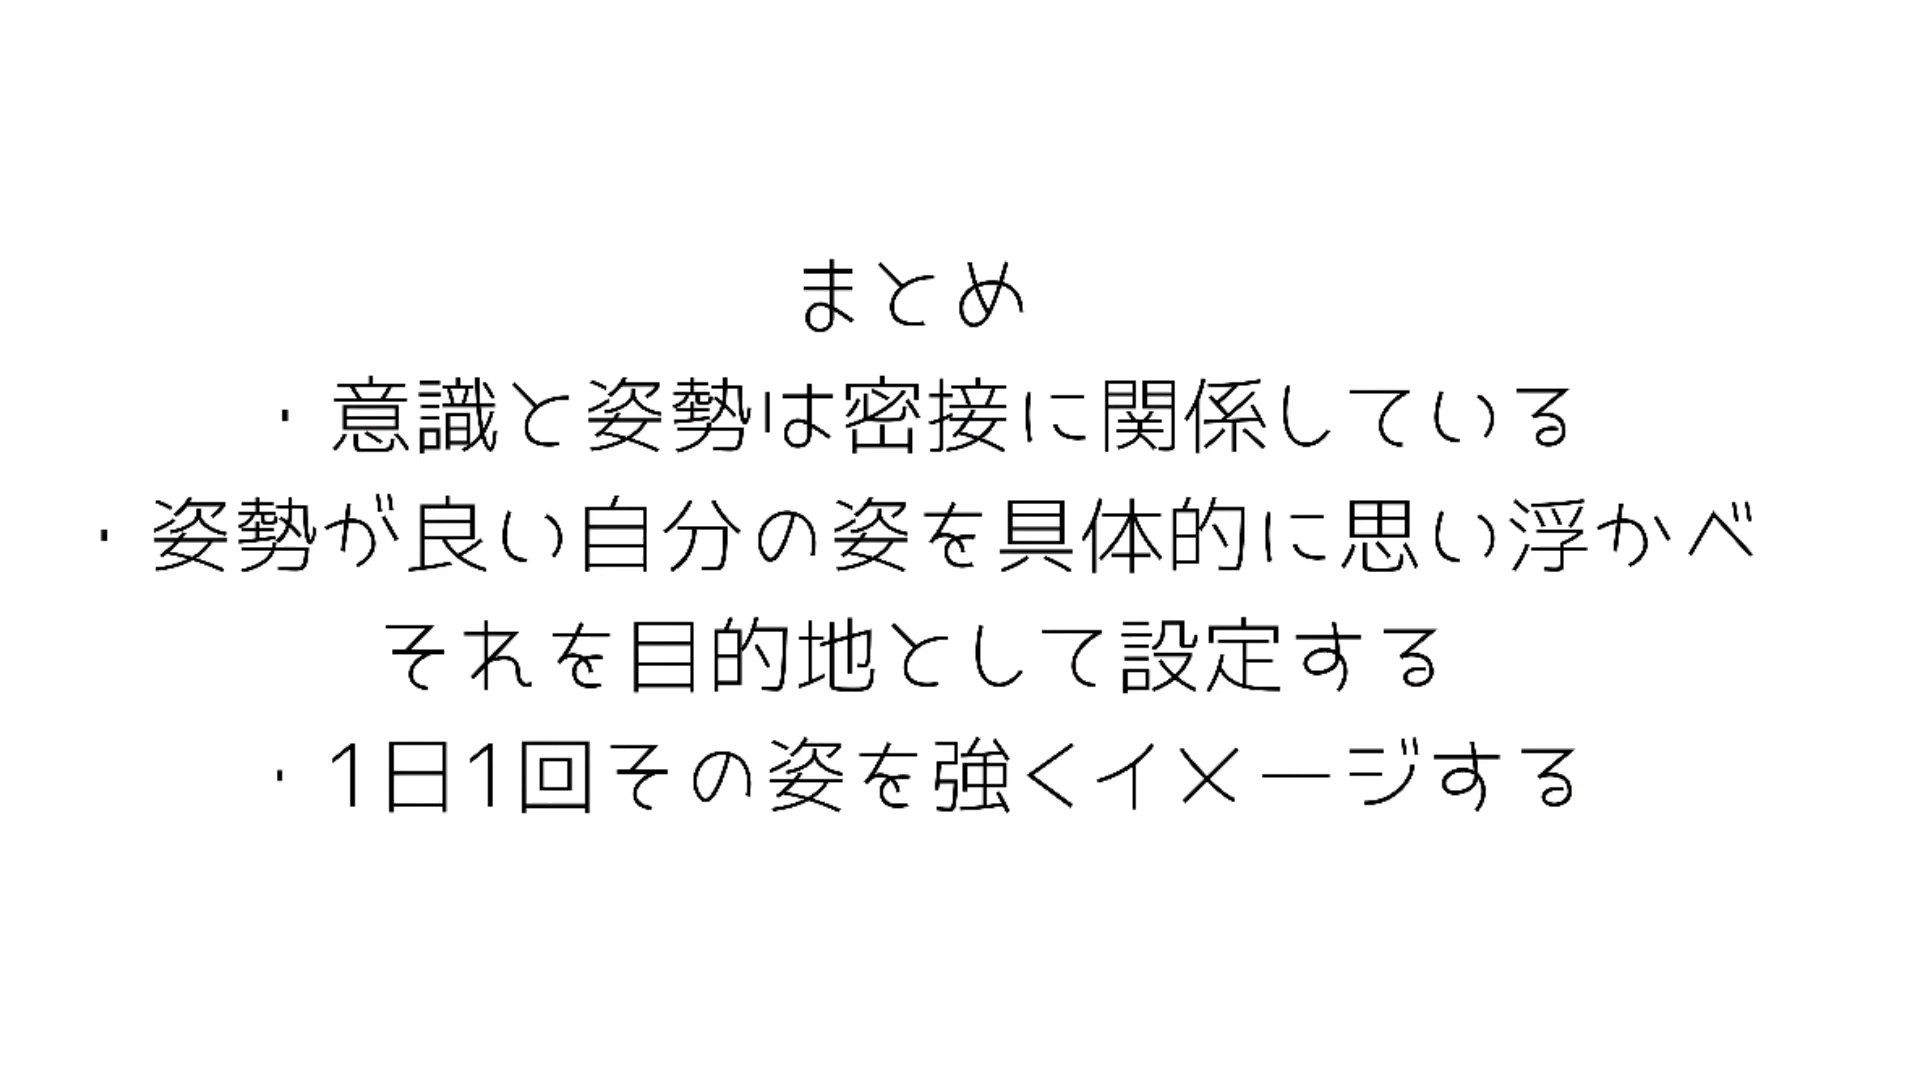 まとめ
・意識と姿勢は密接に関係している
・姿勢が良い自分の姿を具体的に思い浮かべ
それを目的地として設定する
・1日1回その姿を強くイメージする